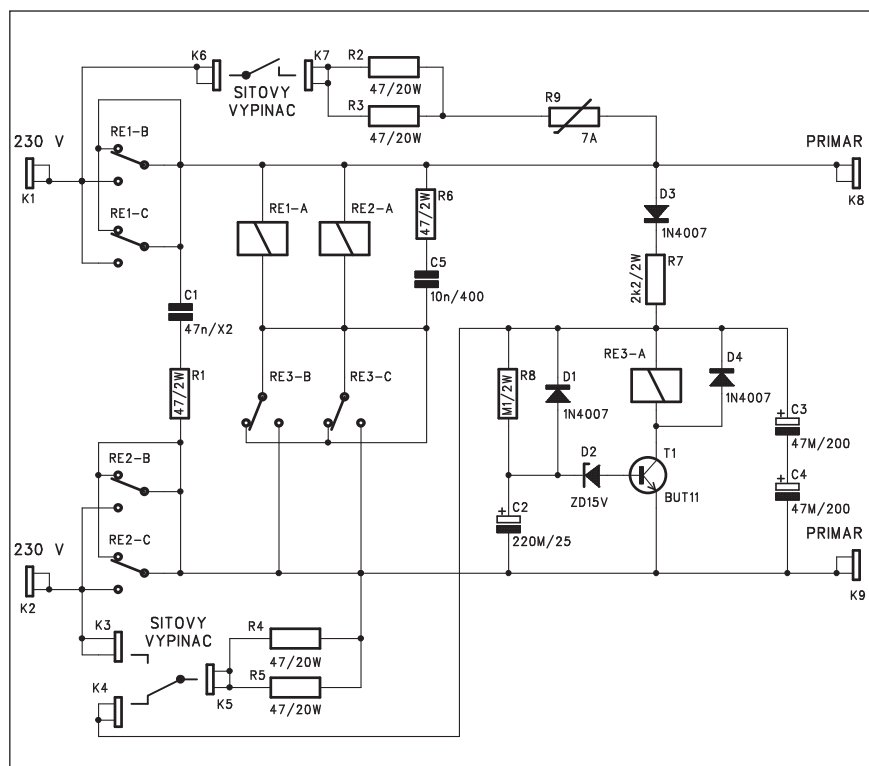 K6
K7
R2
47/20W
SITOVY
VYPINAC
R3
47/20W
R9
7A
230 V
K1
RE1-B
RE1-C
PRIMAR
K8
RE1-A
RE2-A
R6
47/2W
C5
10n/400
D3
1N4007
R7
2k2/2W
C1
47n/X2
R1
47/2W
RE3-B
RE3-C
R8
M1/2W
D1
1N4007
RE3-A
D4
1N4007
C3
47M/200
D2
ZD15V
T1
BUT11
C4
47M/200
C2
220M/25
RE2-B
RE2-C
230 V
K2
PRIMAR
K9
K3
SITOVY
VYPINAC
K4
K5
R4
47/20W
R5
47/20W
+
+
+